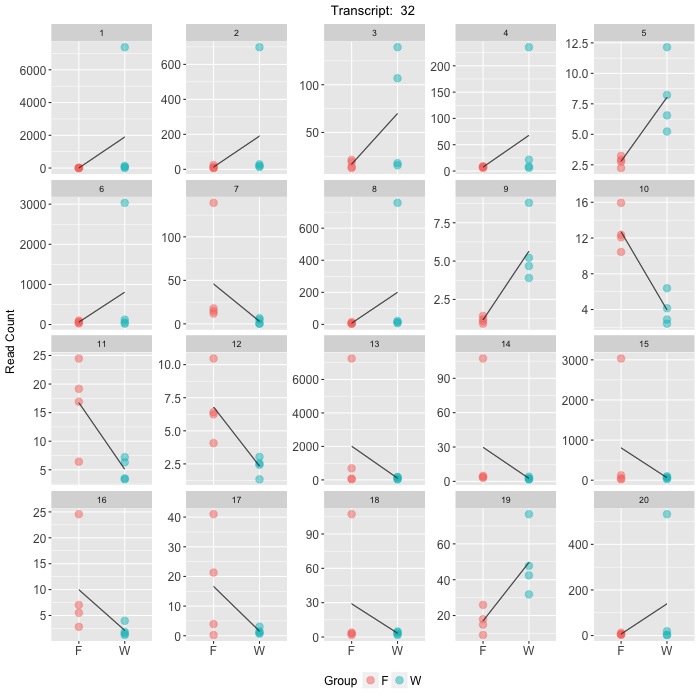 Transcript: 32
1 2 3 4 5
6000 4000 2000 0
600 400 200 0
100 50
200 150 100 50 0
12.5 10.0 7.5 5.0 2.5
6 7 8 9 10
3000 2000 1000 0
100 50 0
600 400 200 0
7.5 5.0 2.5
16 12 8 4
Read Count
11 12 13 14 15
25 20 15 10 5
10.0 7.5 5.0 2.5
6000 4000 2000 0
90 60 30 0
3000 2000 1000 0
16 17 18 19 20
25 20 15 10 5
40 30 20 10 0
90 60 30 0
60 40 20
400 200 0
F W F W F W F W F W
Group F W